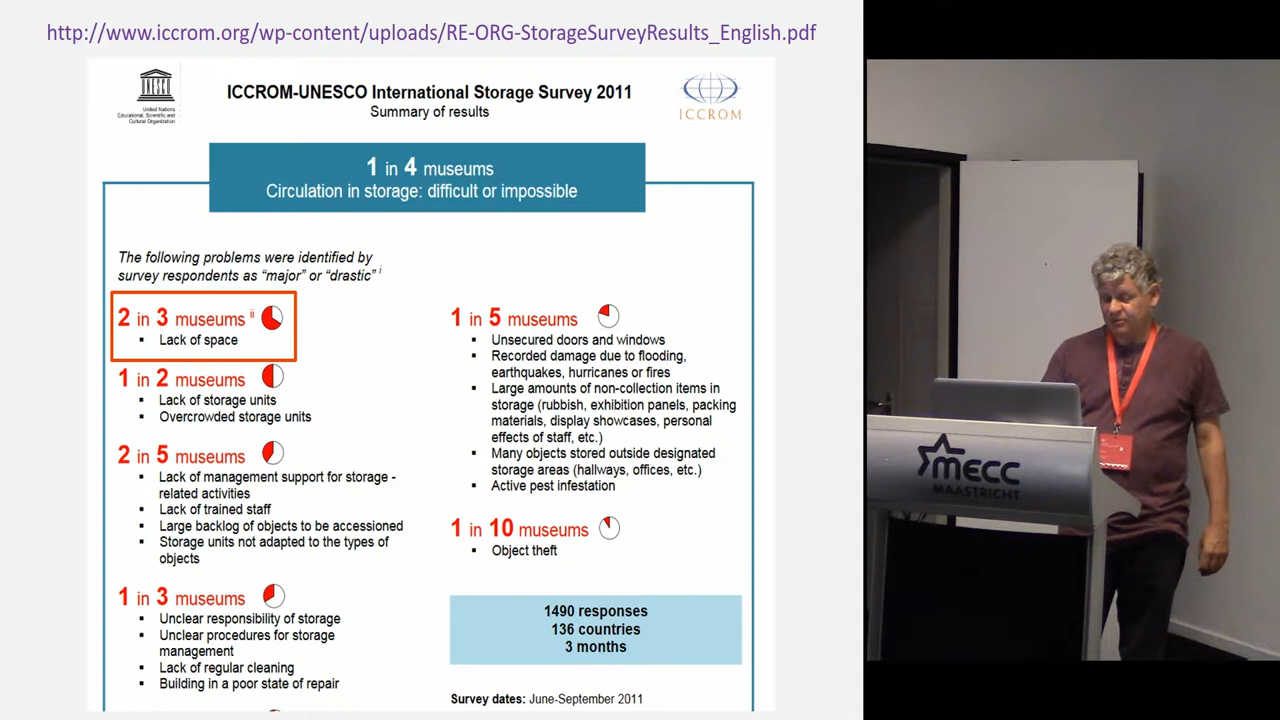 http://www.iccrom.org/wp-content/uploads/RE-ORG-StorageSurveyResults_English.pdf
UNESCO
United Nations
Educational, Scientific and
Cultural Organization
ICCROM-UNESCO International Storage Survey 2011
Summary of results
ICCROM
1 in 4 museums
Circulation in storage: difficult or impossible
The following problems were identified by
survey respondents as “major” or “drastic” i
2 in 3 museums ii
▪ Lack of space
1 in 2 museums
▪ Lack of storage units
▪ Overcrowded storage units
2 in 5 museums
▪ Lack of management support for storage -
related activities
▪ Lack of trained staff
▪ Large backlog of objects to be accessioned
▪ Storage units not adapted to the types of
objects
1 in 3 museums
▪ Unclear responsibility of storage
▪ Unclear procedures for storage
management
▪ Lack of regular cleaning
▪ Building in a poor state of repair
1 in 5 museums
▪ Unsecured doors and windows
▪ Recorded damage due to flooding,
earthquakes, hurricanes or fires
▪ Large amounts of non-collection items in
storage (rubbish, exhibition panels, packing
materials, display showcases, personal
effects of staff, etc.)
▪ Many objects stored outside designated
storage areas (hallways, offices, etc.)
▪ Active pest infestation
1 in 10 museums
▪ Object theft
1490 responses
136 countries
3 months
Survey dates: June-September 2011
MECC
MAASTRICHT